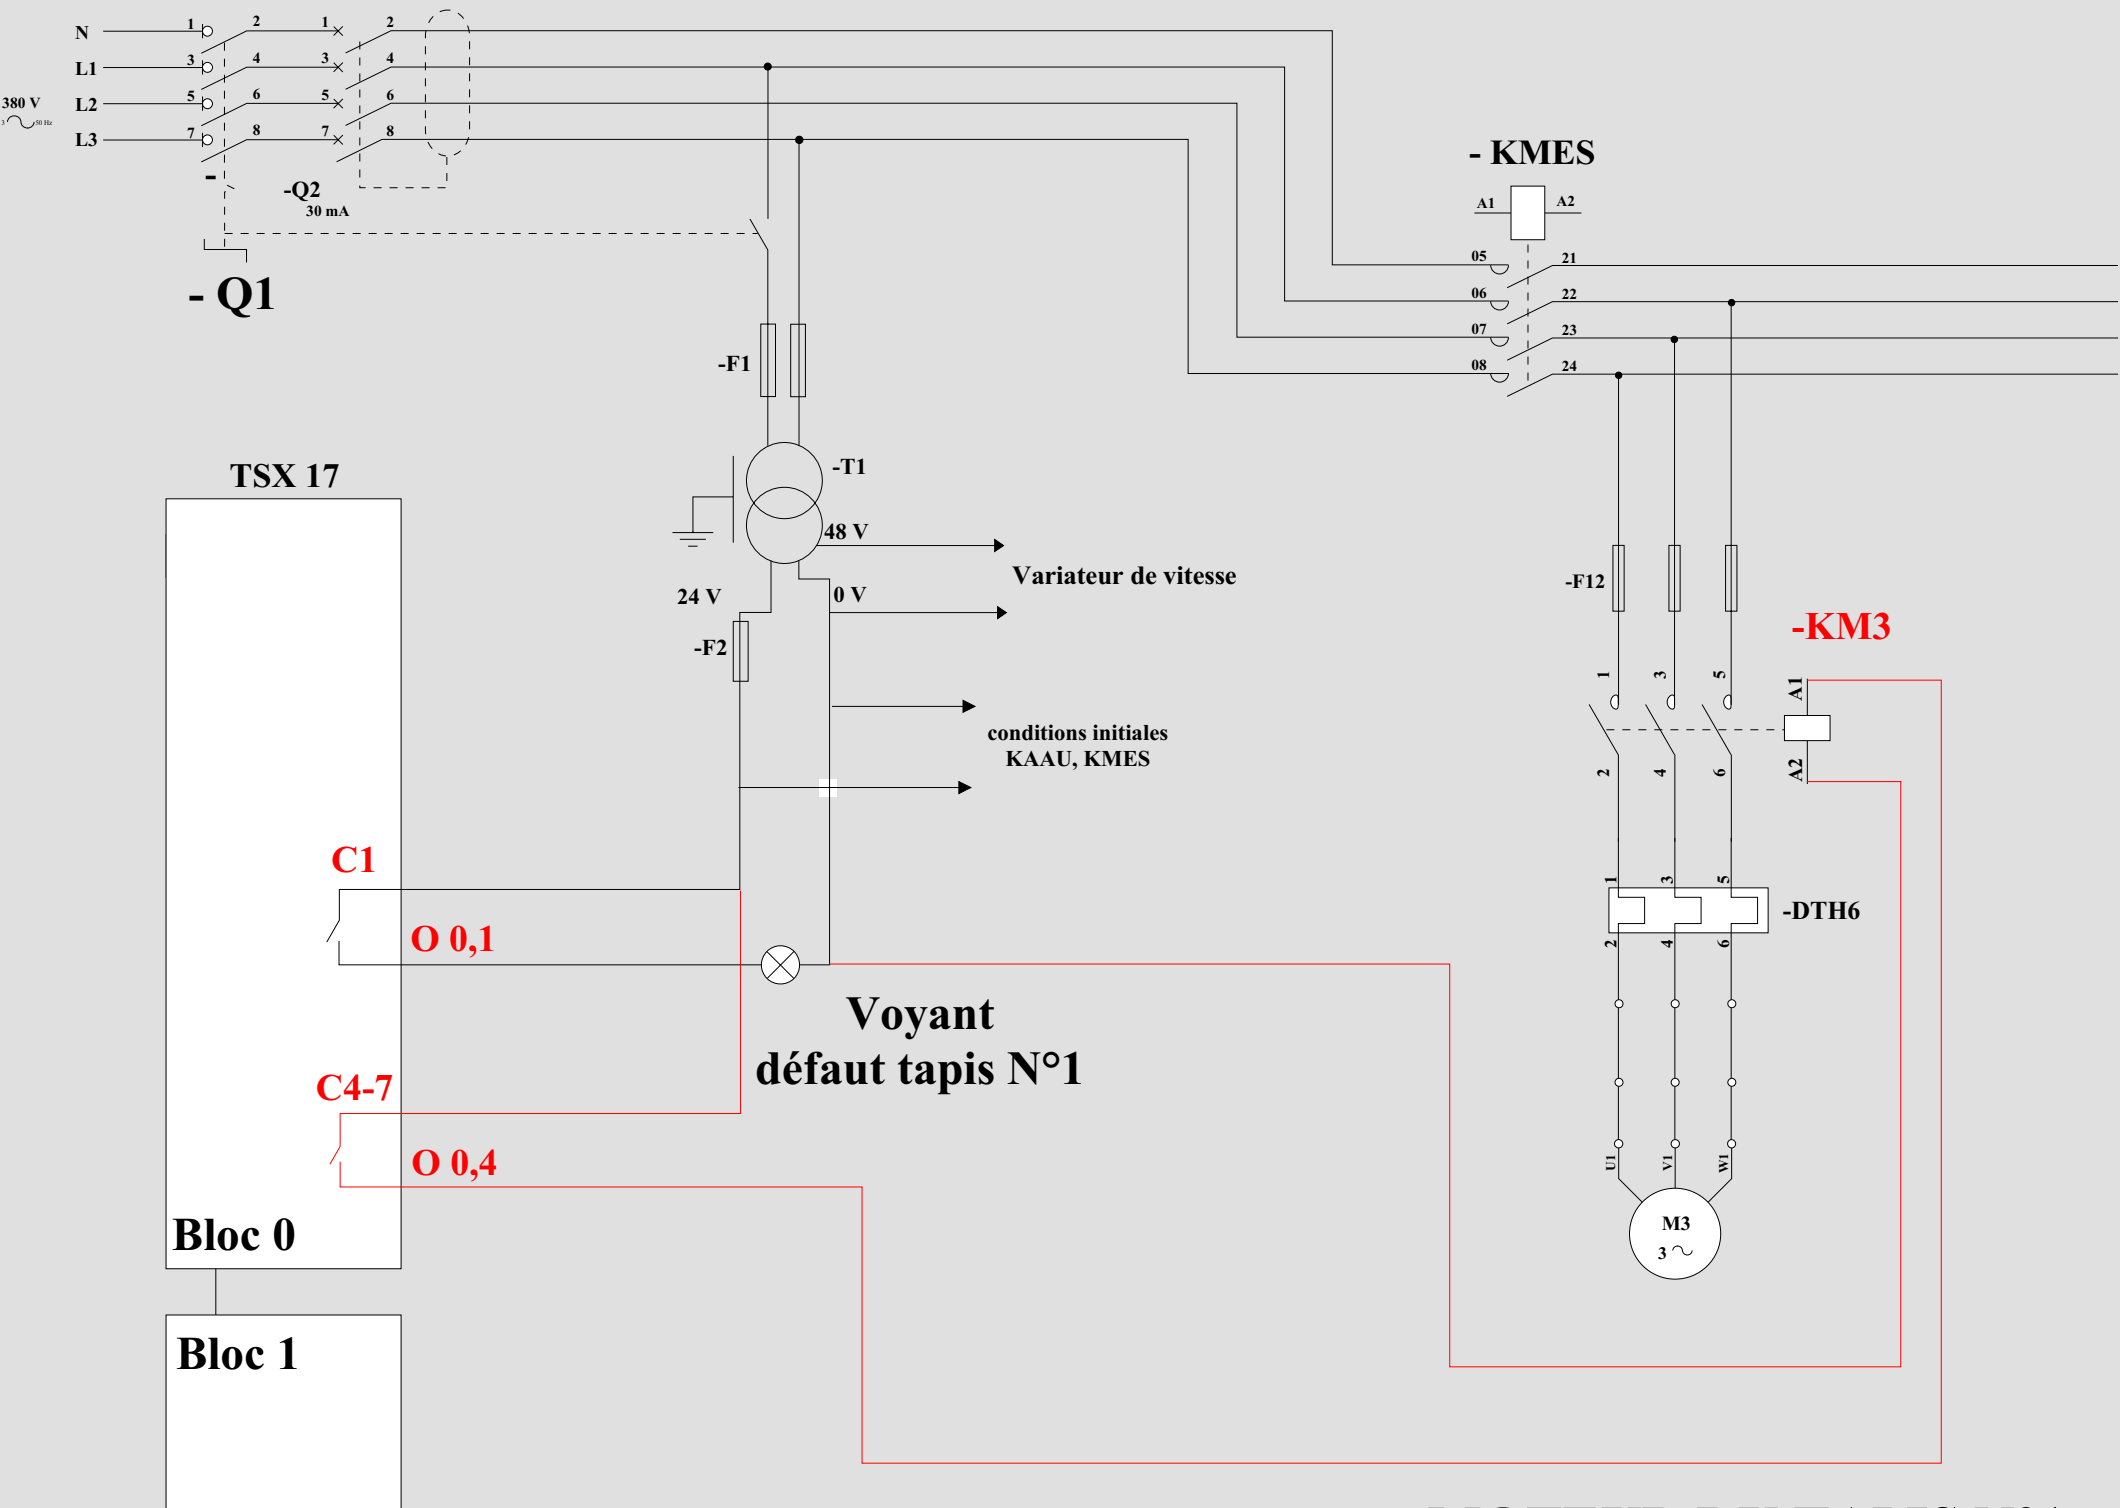 N
1
2
1
2
L1
3
4
3
4
380 V
3 50 Hz
L2
5
6
5
6
L3
7
8
7
8
-
-Q2
30 mA
- Q1
- KMES
A1
A2
05
21
06
22
07
23
08
24
-F1
-T1
48 V
Variateur de vitesse
24 V
0 V
-F2
conditions initiales
KAAU, KMES
TSX 17
C1
O 0,1
Voyant
défaut tapis N°1
C4-7
O 0,4
Bloc 0
Bloc 1
-F12
-KM3
1
3
5
A1
2
4
6
A2
1
3
5
-DTH6
2
4
6
U1
V1
W1
M3
3